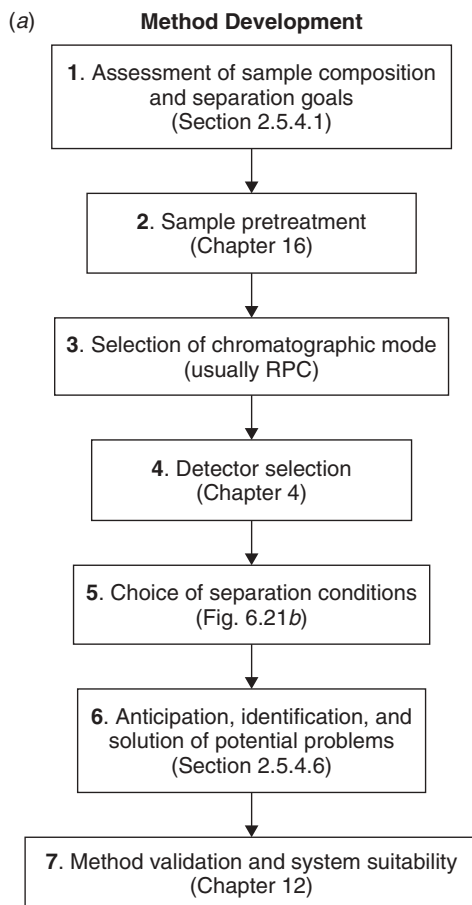 (a) Method Development
1. Assessment of sample composition
and separation goals
(Section 2.5.4.1)
2. Sample pretreatment
(Chapter 16)
3. Selection of chromatographic mode
(usually RPC)
4. Detector selection
(Chapter 4)
5. Choice of separation conditions
(Fig. 6.21b)
6. Anticipation, identification, and
solution of potential problems
(Section 2.5.4.6)
7. Method validation and system suitability
(Chapter 12)